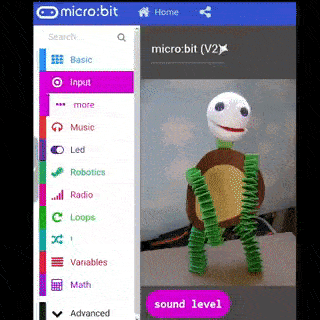 micro:bit
Home
Search...
Basic
Input
more
Music
Led
Robotics
Radio
Loops
Variables
Math
Advanced
micro:bit (V2)
sound level